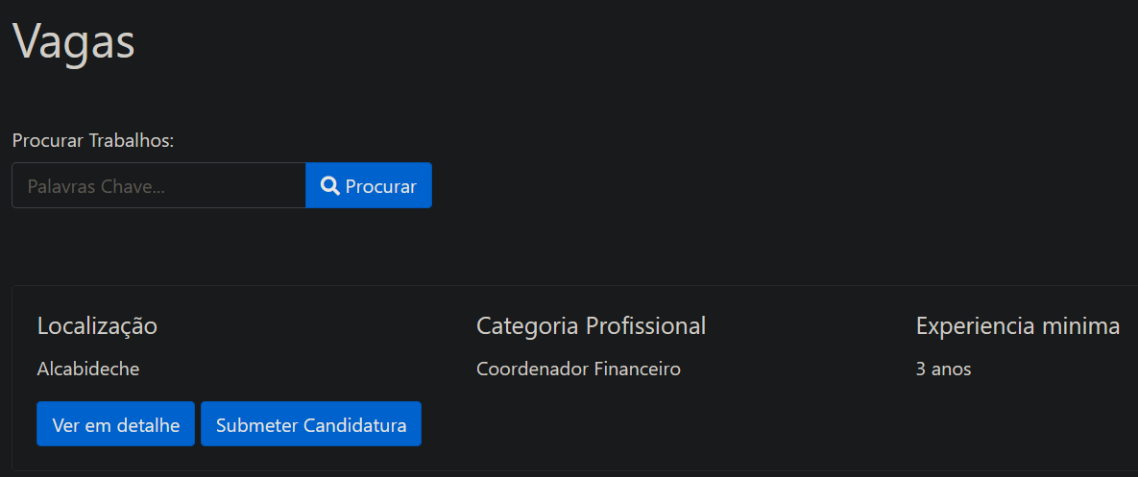 Vagas
Procurar Trabalhos:
Palavras Chave...
Procurar
Localização
Categoria Profissional
Experiencia minima
Alcabideche
Coordenador Financeiro
3 anos
Ver em detalhe
Submeter Candidatura